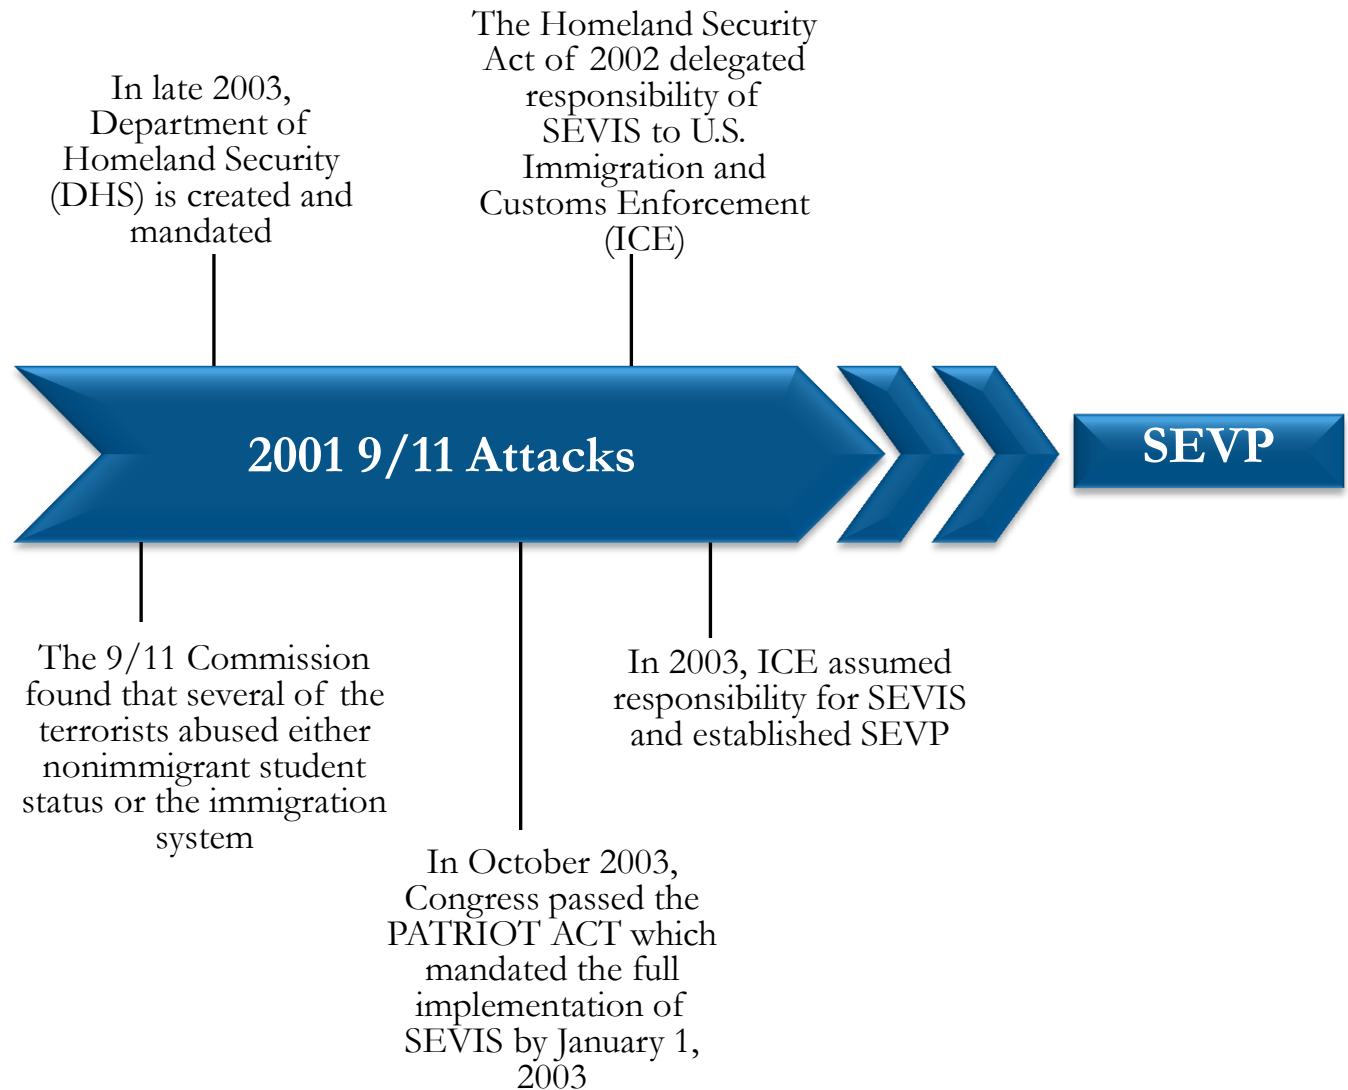 In late 2003,
Department of
Homeland Security
(DHS) is created and
mandated
The Homeland Security
Act of 2002 delegated
responsibility of
SEVIS to U.S.
Immigration and
Customs Enforcement
(ICE)
2001 9/11 Attacks
SEVP
The 9/11 Commission
found that several of the
terrorists abused either
nonimmigrant student
status or the immigration
system
In October 2003,
Congress passed the
PATRIOT ACT which
mandated the full
implementation of
SEVIS by January 1,
2003
In 2003, ICE assumed
responsibility for SEVIS
and established SEVP